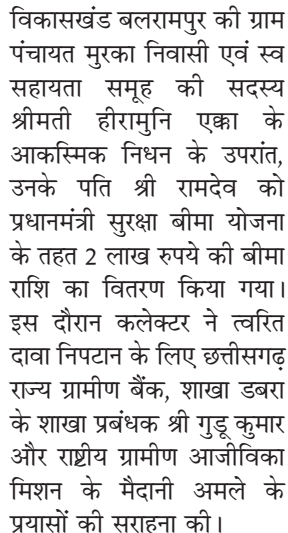 विकासखंड बलरामपुर की ग्राम
पंचायत मुरका निवासी एवं स्व
सहायता समूह की सदस्य
श्रीमती हीरामुनि एक्का के
आकस्मिक निधन के उपरांत,
उनके पति श्री रामदेव को
प्रधानमंत्री सुरक्षा बीमा योजना
के तहत 2 लाख रुपये की बीमा
राशि का वितरण किया गया।
इस दौरान कलेक्टर ने त्वरित
दावा निपटान के लिए छत्तीसगढ़
राज्य ग्रामीण बैंक, शाखा डबरा
के शाखा प्रबंधक श्री गुडू कुमार
और राष्ट्रीय ग्रामीण आजीविका
मिशन के मैदानी अमले के
प्रयासों की सराहना की।